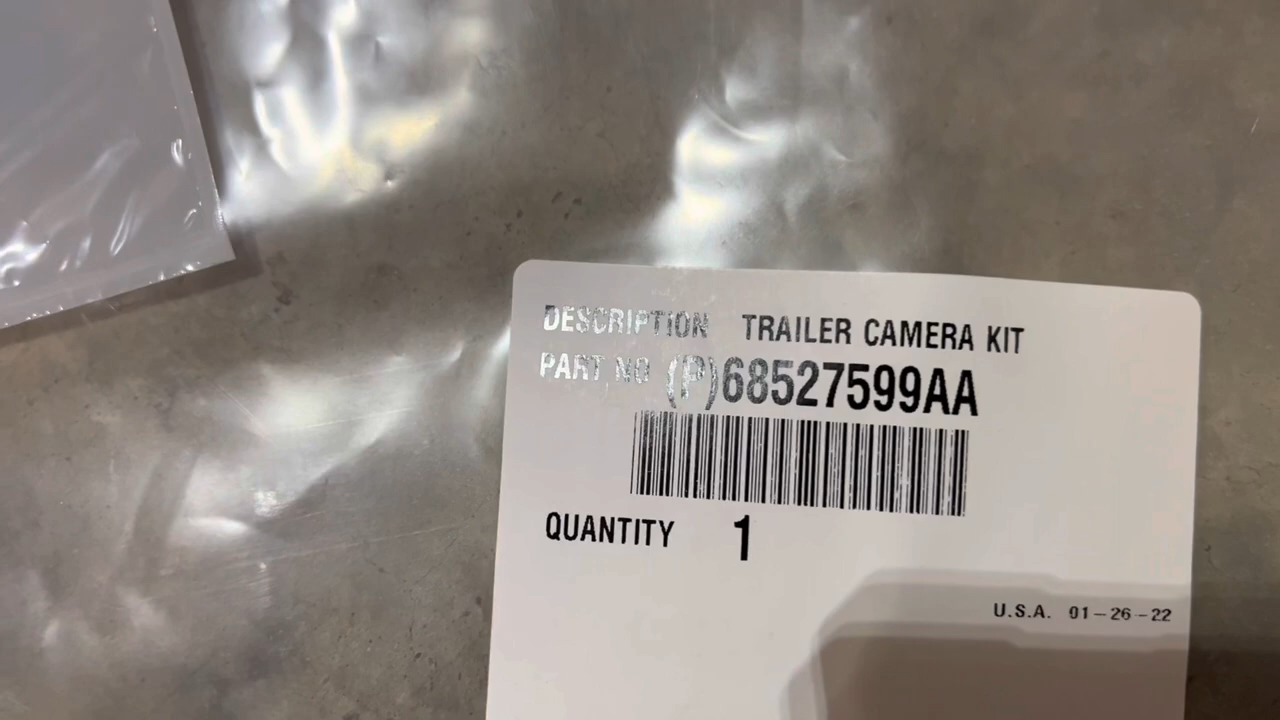 DESCRIPTION TRAILER CAMERA KIT
PART NO (P)68527599AA
QUANTITY 1
U.S.A. 01-26-22